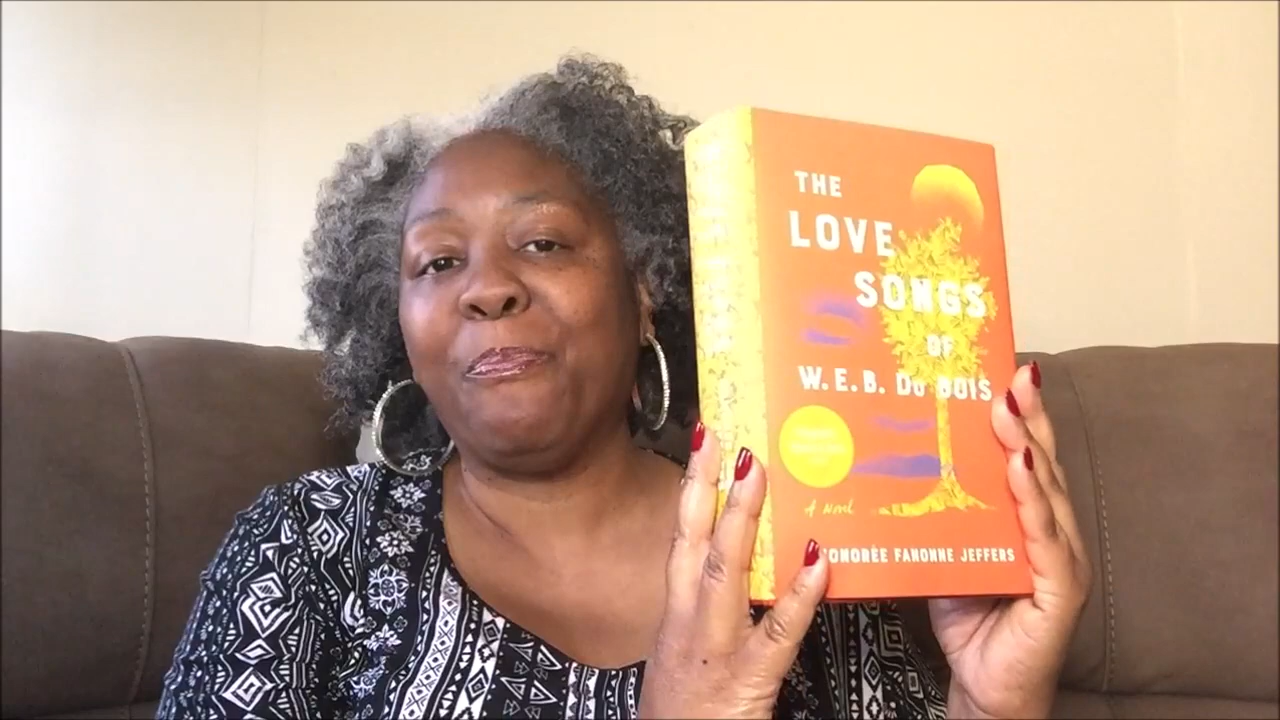 THE
LOVE
SONGS
OF
W. E. B. DU BOIS
A Novel
HONORÉE FANONNE JEFFERS